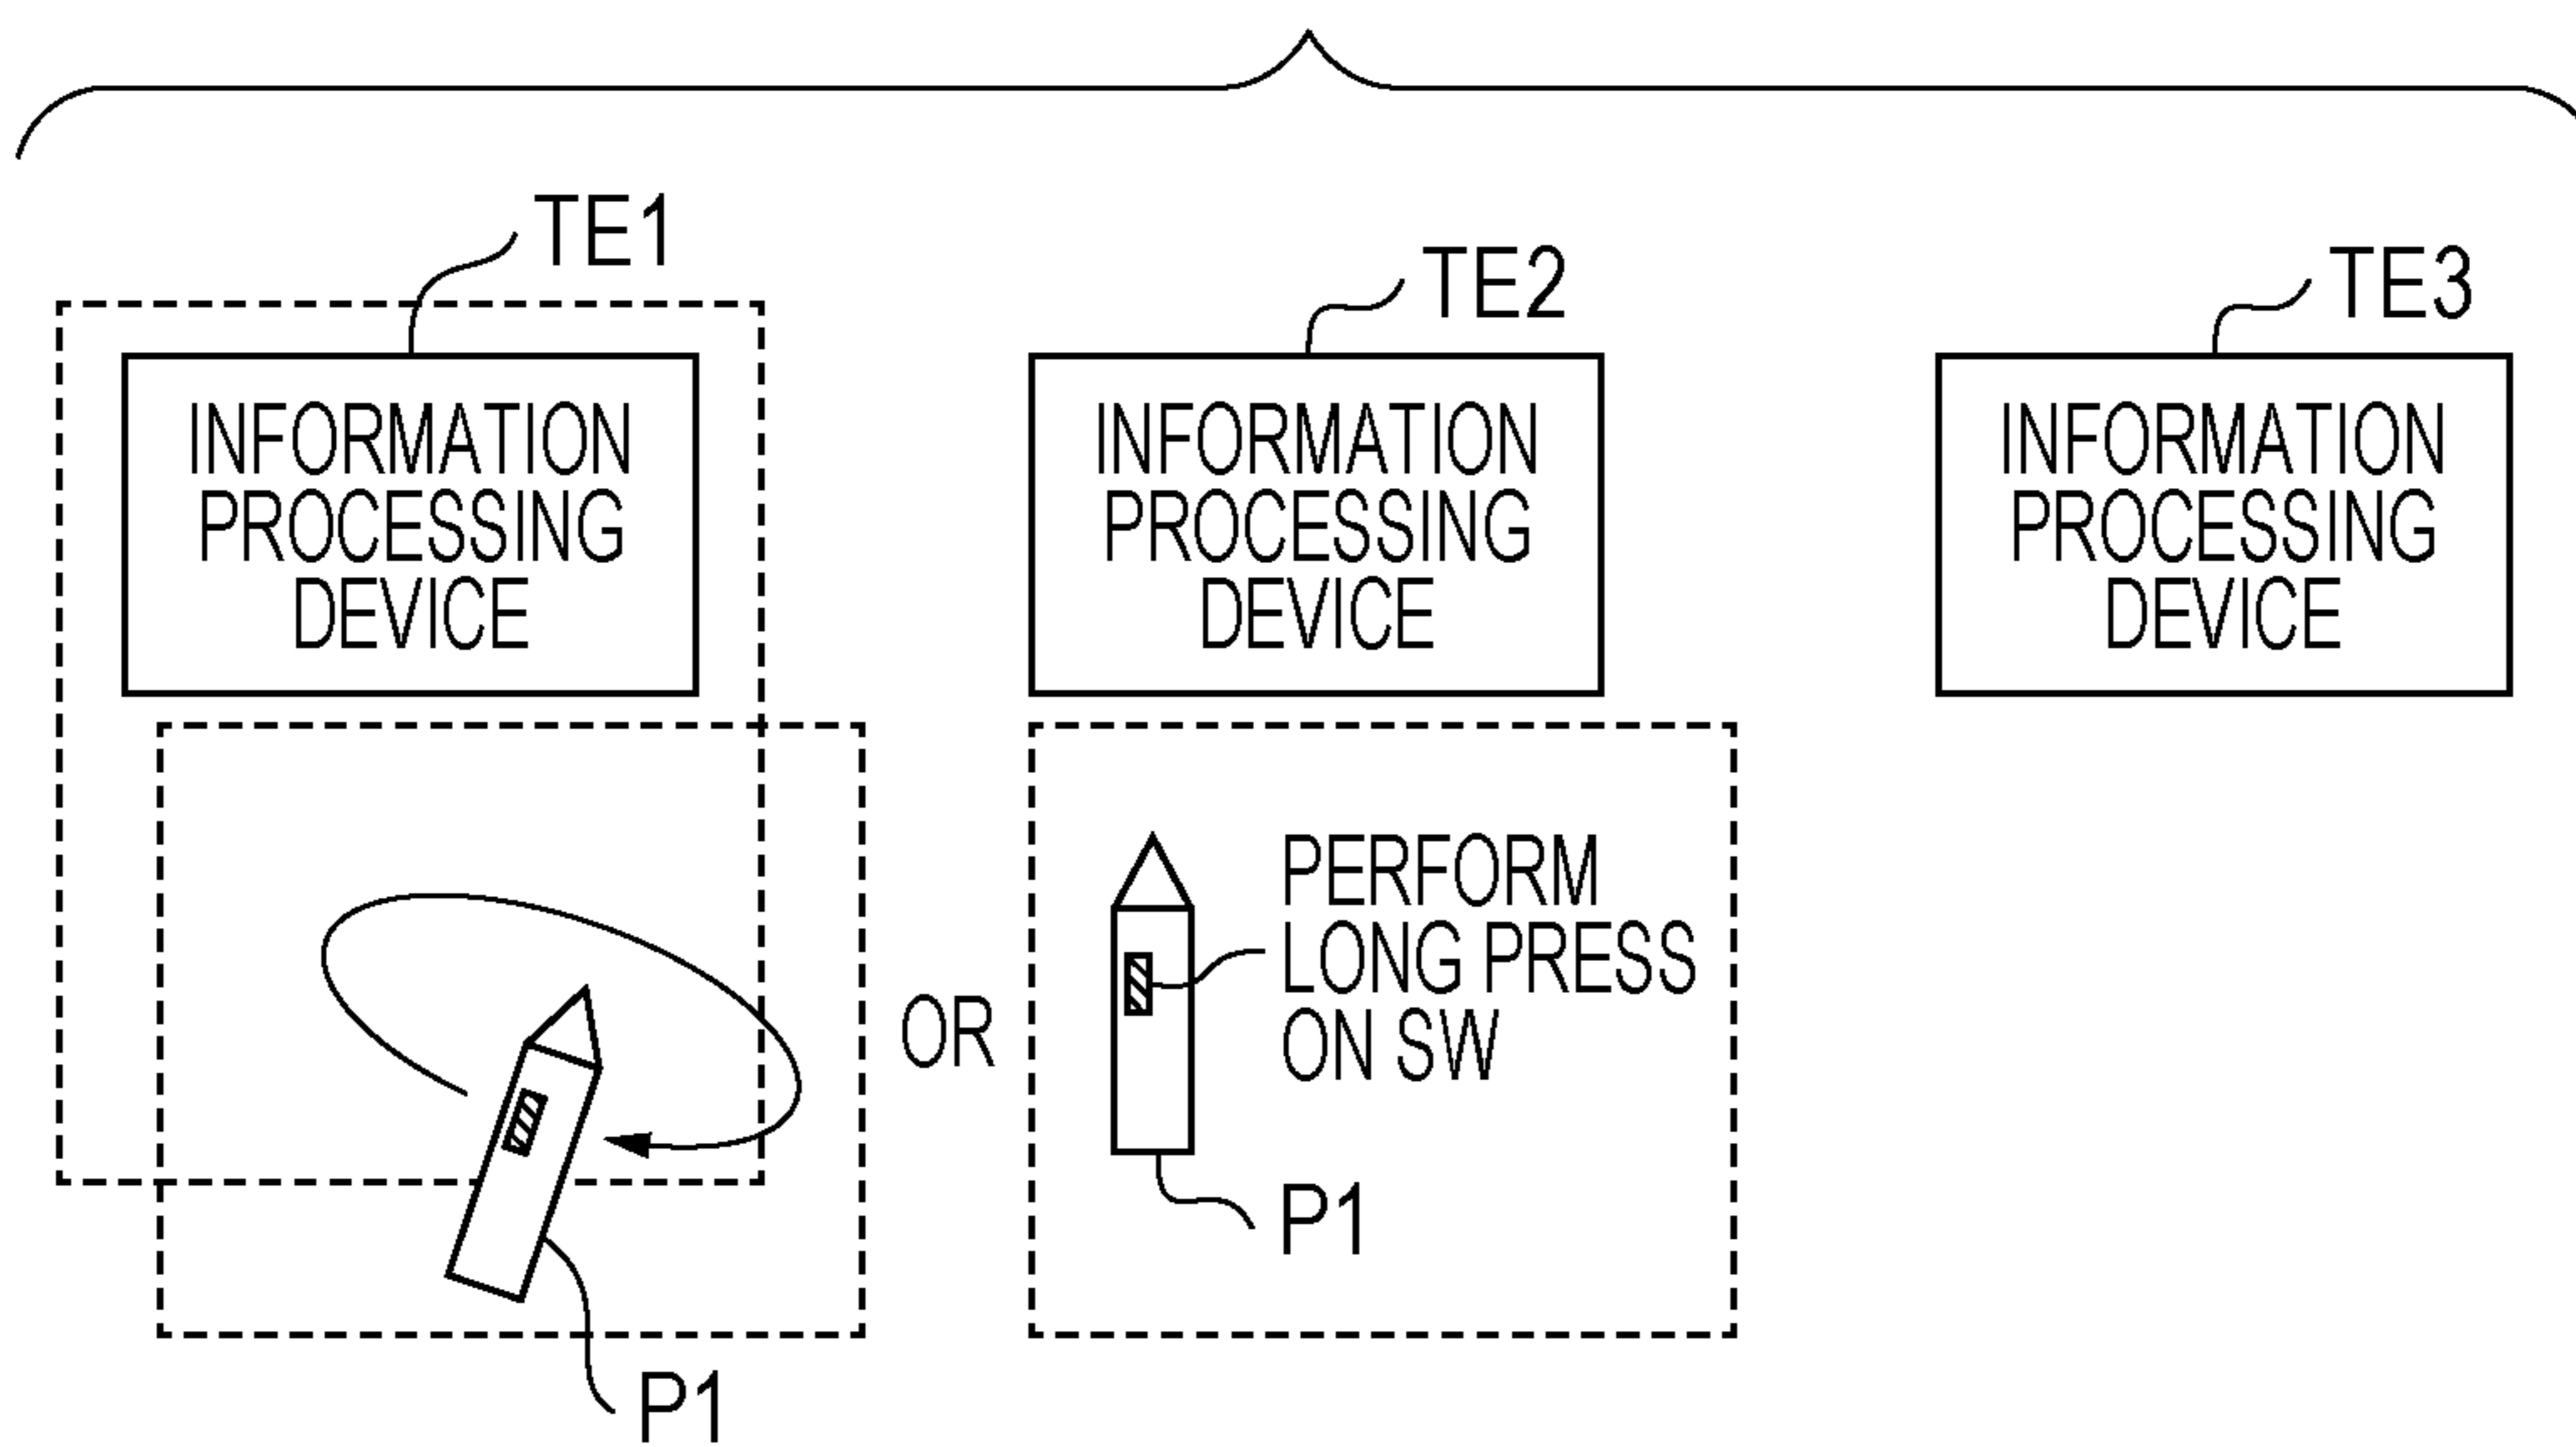 TE1
TE2
TE3
INFORMATION
PROCESSING
DEVICE
INFORMATION
PROCESSING
DEVICE
INFORMATION
PROCESSING
DEVICE
OR
PERFORM
LONG PRESS
ON SW
P1
P1